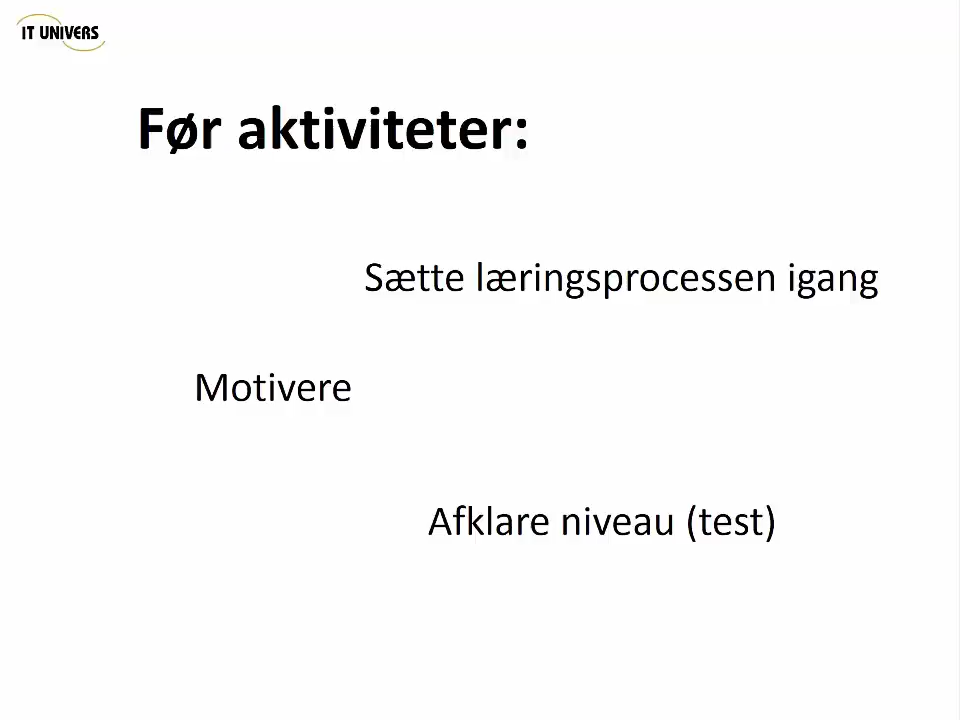 IT UNIVERS
Før aktiviteter:
Sætte læringsprocessen igang
Motivere
Afklare niveau (test)